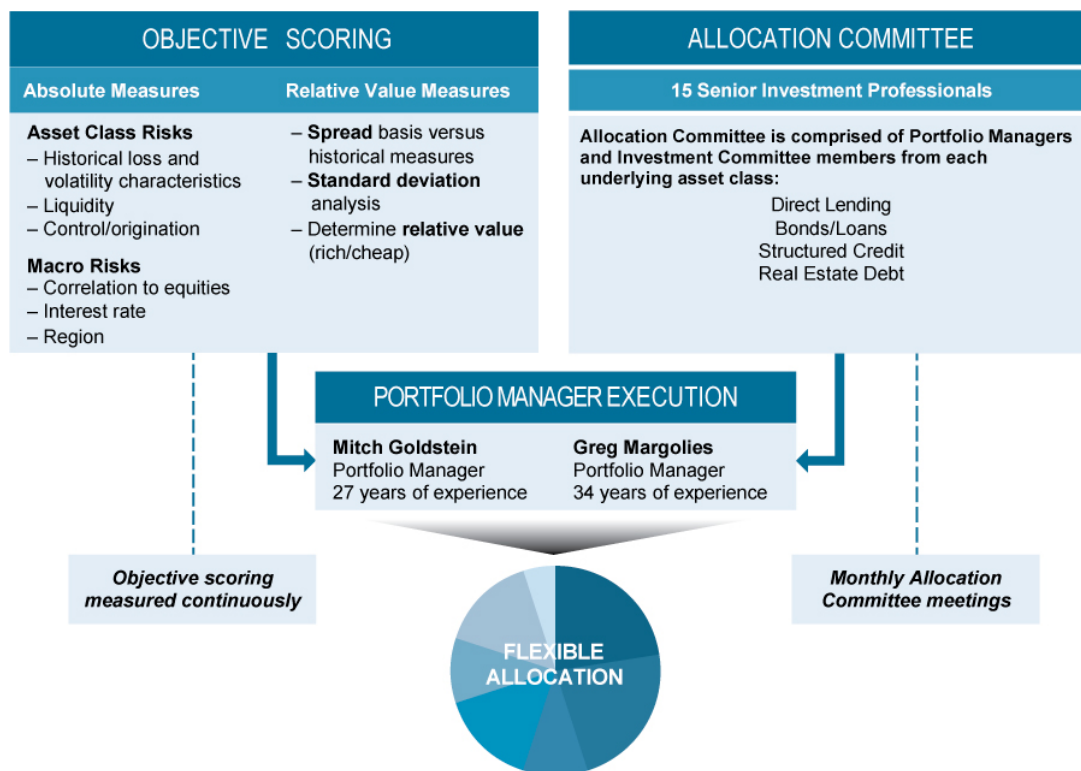 OBJECTIVE SCORING
Absolute Measures
Relative Value Measures
Asset Class Risks
– Historical loss and
volatility characteristics
– Liquidity
– Control/origination
Macro Risks
– Correlation to equities
– Interest rate
– Region
– Spread basis versus
historical measures
– Standard deviation
analysis
– Determine relative value
(rich/cheap)
ALLOCATION COMMITTEE
15 Senior Investment Professionals
Allocation Committee is comprised of Portfolio Managers
and Investment Committee members from each
underlying asset class:
Direct Lending
Bonds/Loans
Structured Credit
Real Estate Debt
PORTFOLIO MANAGER EXECUTION
Mitch Goldstein
Portfolio Manager
27 years of experience
Greg Margolies
Portfolio Manager
34 years of experience
Objective scoring
measured continuously
Monthly Allocation
Committee meetings
FLEXIBLE
ALLOCATION